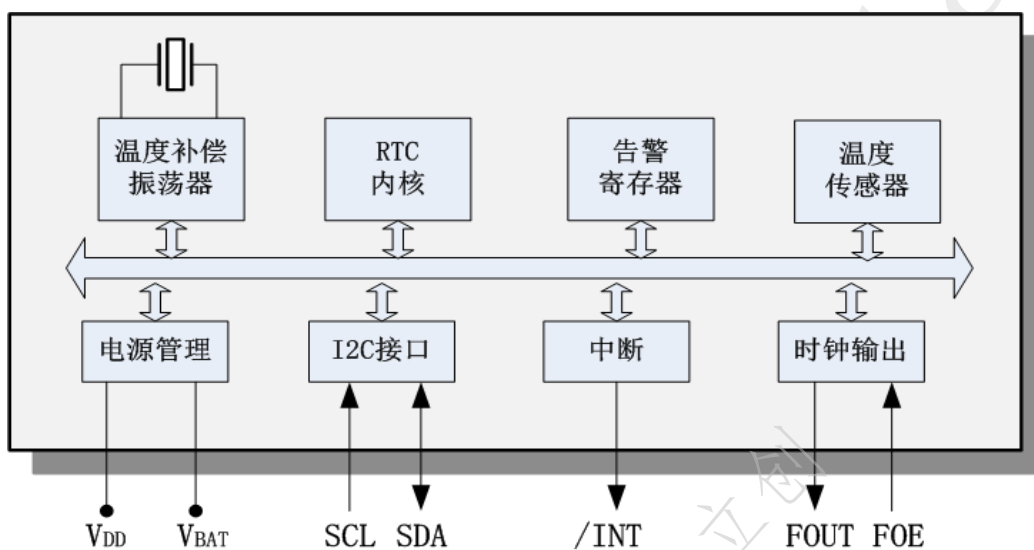 温度补偿
振荡器
RTC
内核
告警
寄存器
温度
传感器
电源管理
I2C接口
中断
时钟输出
VDD
VBAT
SCL
SDA
/INT
FOUT
FOE
立创